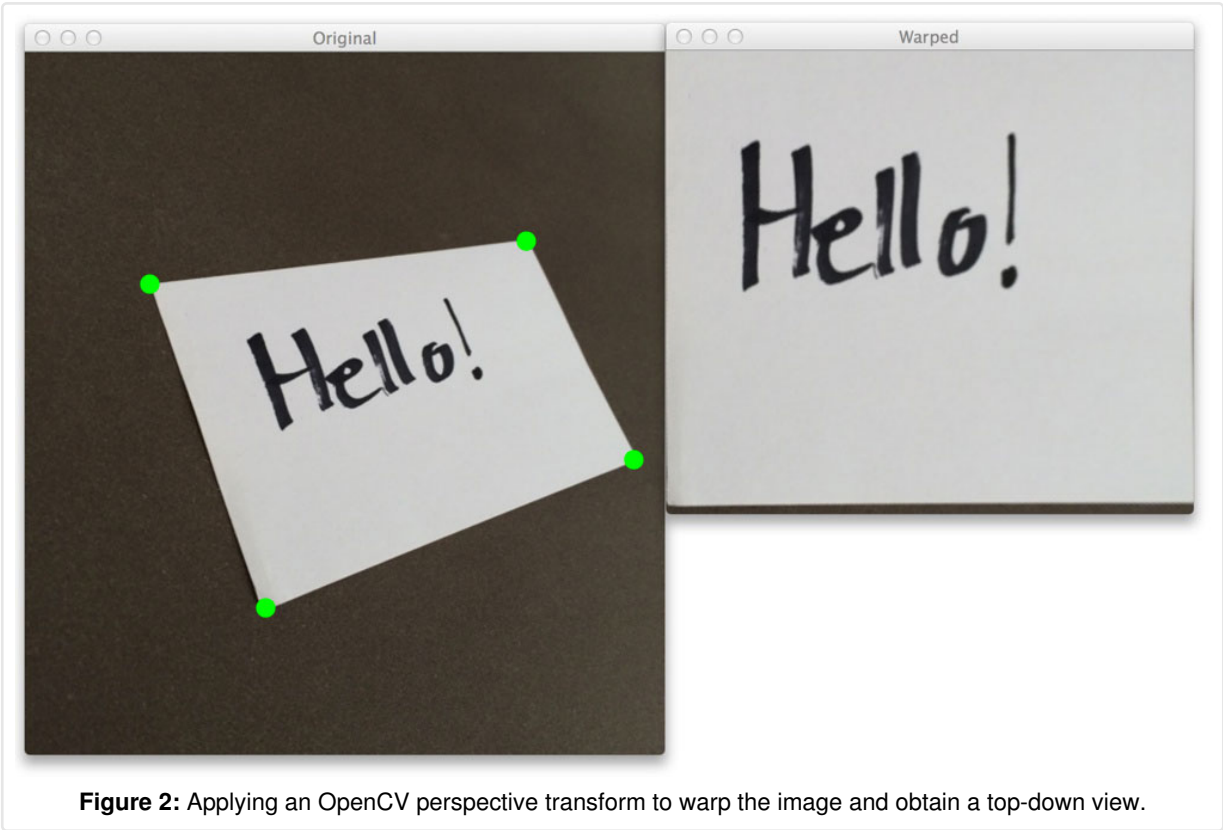 Original
Warped
Hello!
Hello!
Figure 2: Applying an OpenCV perspective transform to warp the image and obtain a top-down view.